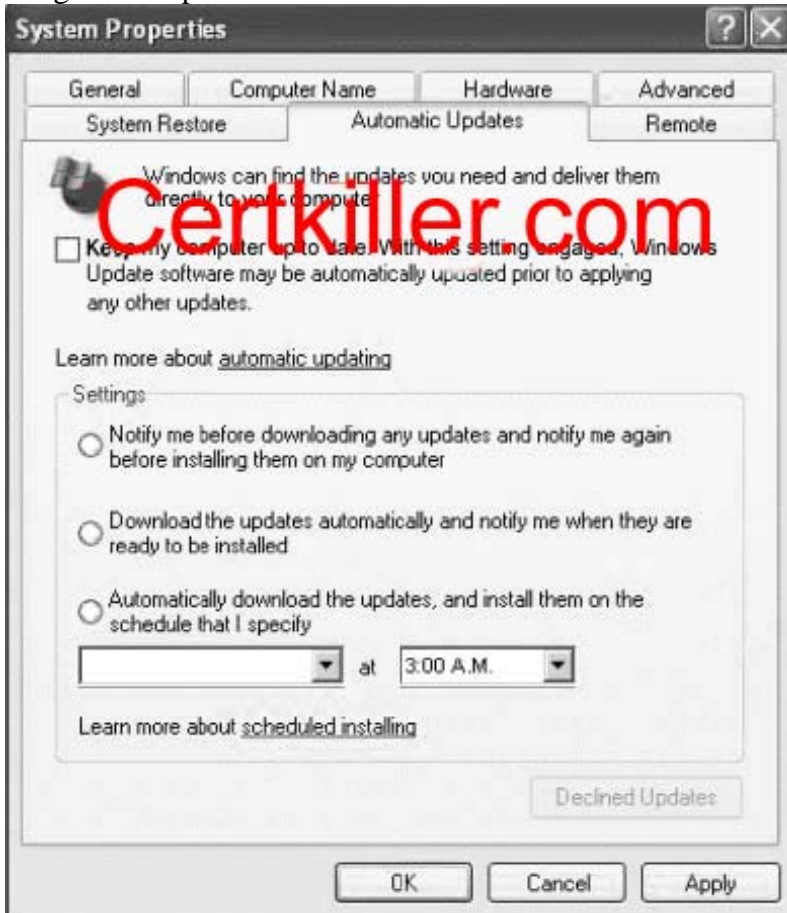 System Properties
General Computer Name Hardware Advanced
System Restore Automatic Updates Remote
Windows can find the updates you need and deliver them
directly to your computer
Certkiller.com
Keep my computer up to date. With this setting engaged, Windows
Update software may be automatically updated prior to applying
any other updates.
Learn more about automatic updating
Settings
Notify me before downloading any updates and notify me again
before installing them on my computer
Download the updates automatically and notify me when they are
ready to be installed
Automatically download the updates, and install them on the
schedule that I specify
at 3:00 A.M.
Learn more about scheduled installing
Declined Updates
OK Cancel Apply